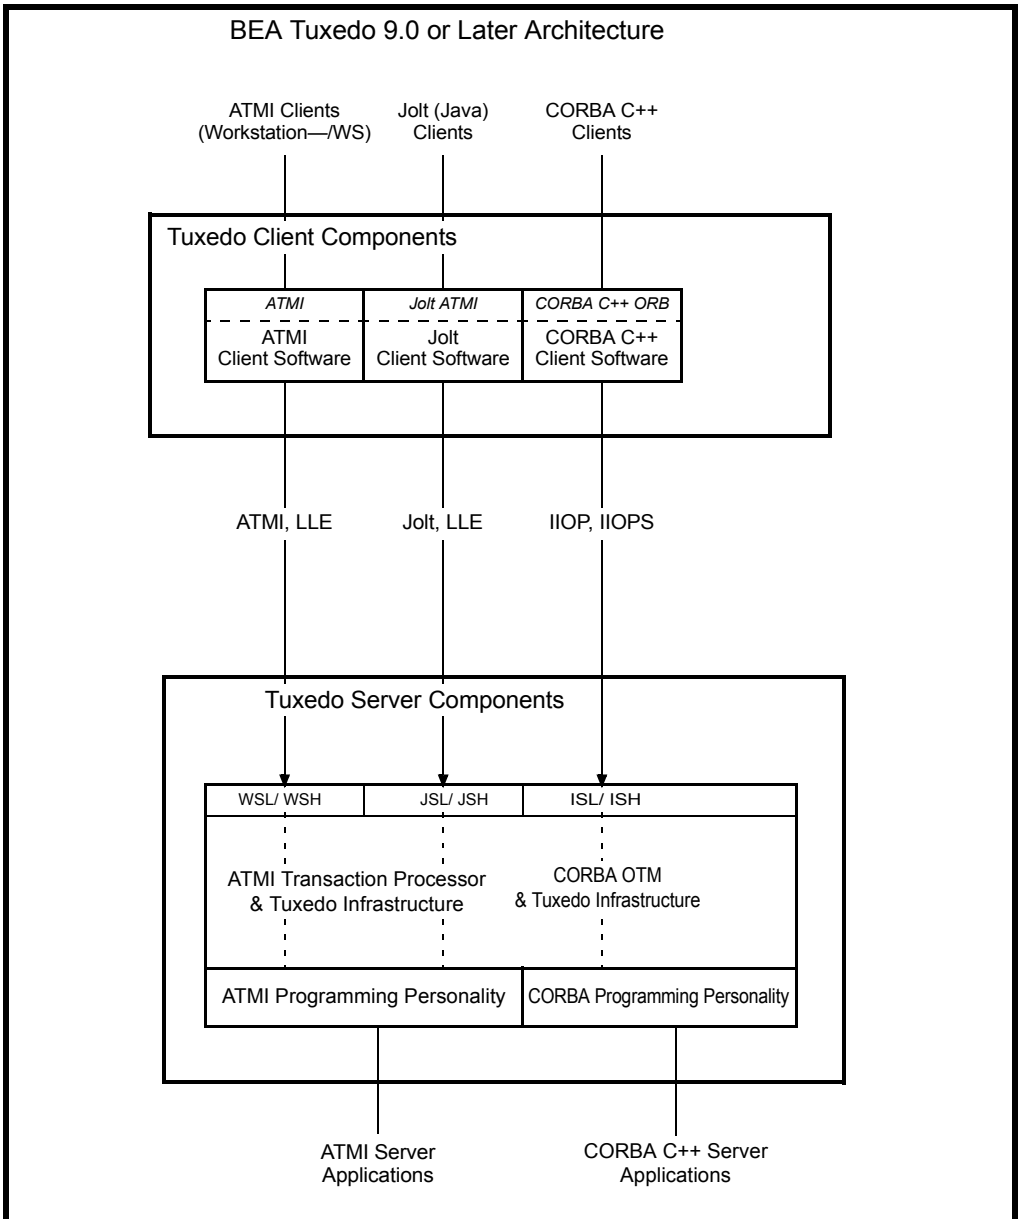 BEA Tuxedo 9.0 or Later Architecture
ATMI Clients
(Workstation—/WS)
Jolt (Java)
Clients
CORBA C++
Clients
Tuxedo Client Components
ATMI
Jolt ATMI
CORBA C++ ORB
ATMI
Client Software
Jolt
Client Software
CORBA C++
Client Software
ATMI, LLE
Jolt, LLE
IIOP, IIOPS
Tuxedo Server Components
WSL/ WSH
JSL/ JSH
ISL/ ISH
ATMI Transaction Processor
& Tuxedo Infrastructure
CORBA OTM
& Tuxedo Infrastructure
ATMI Programming Personality
CORBA Programming Personality
ATMI Server
Applications
CORBA C++ Server
Applications